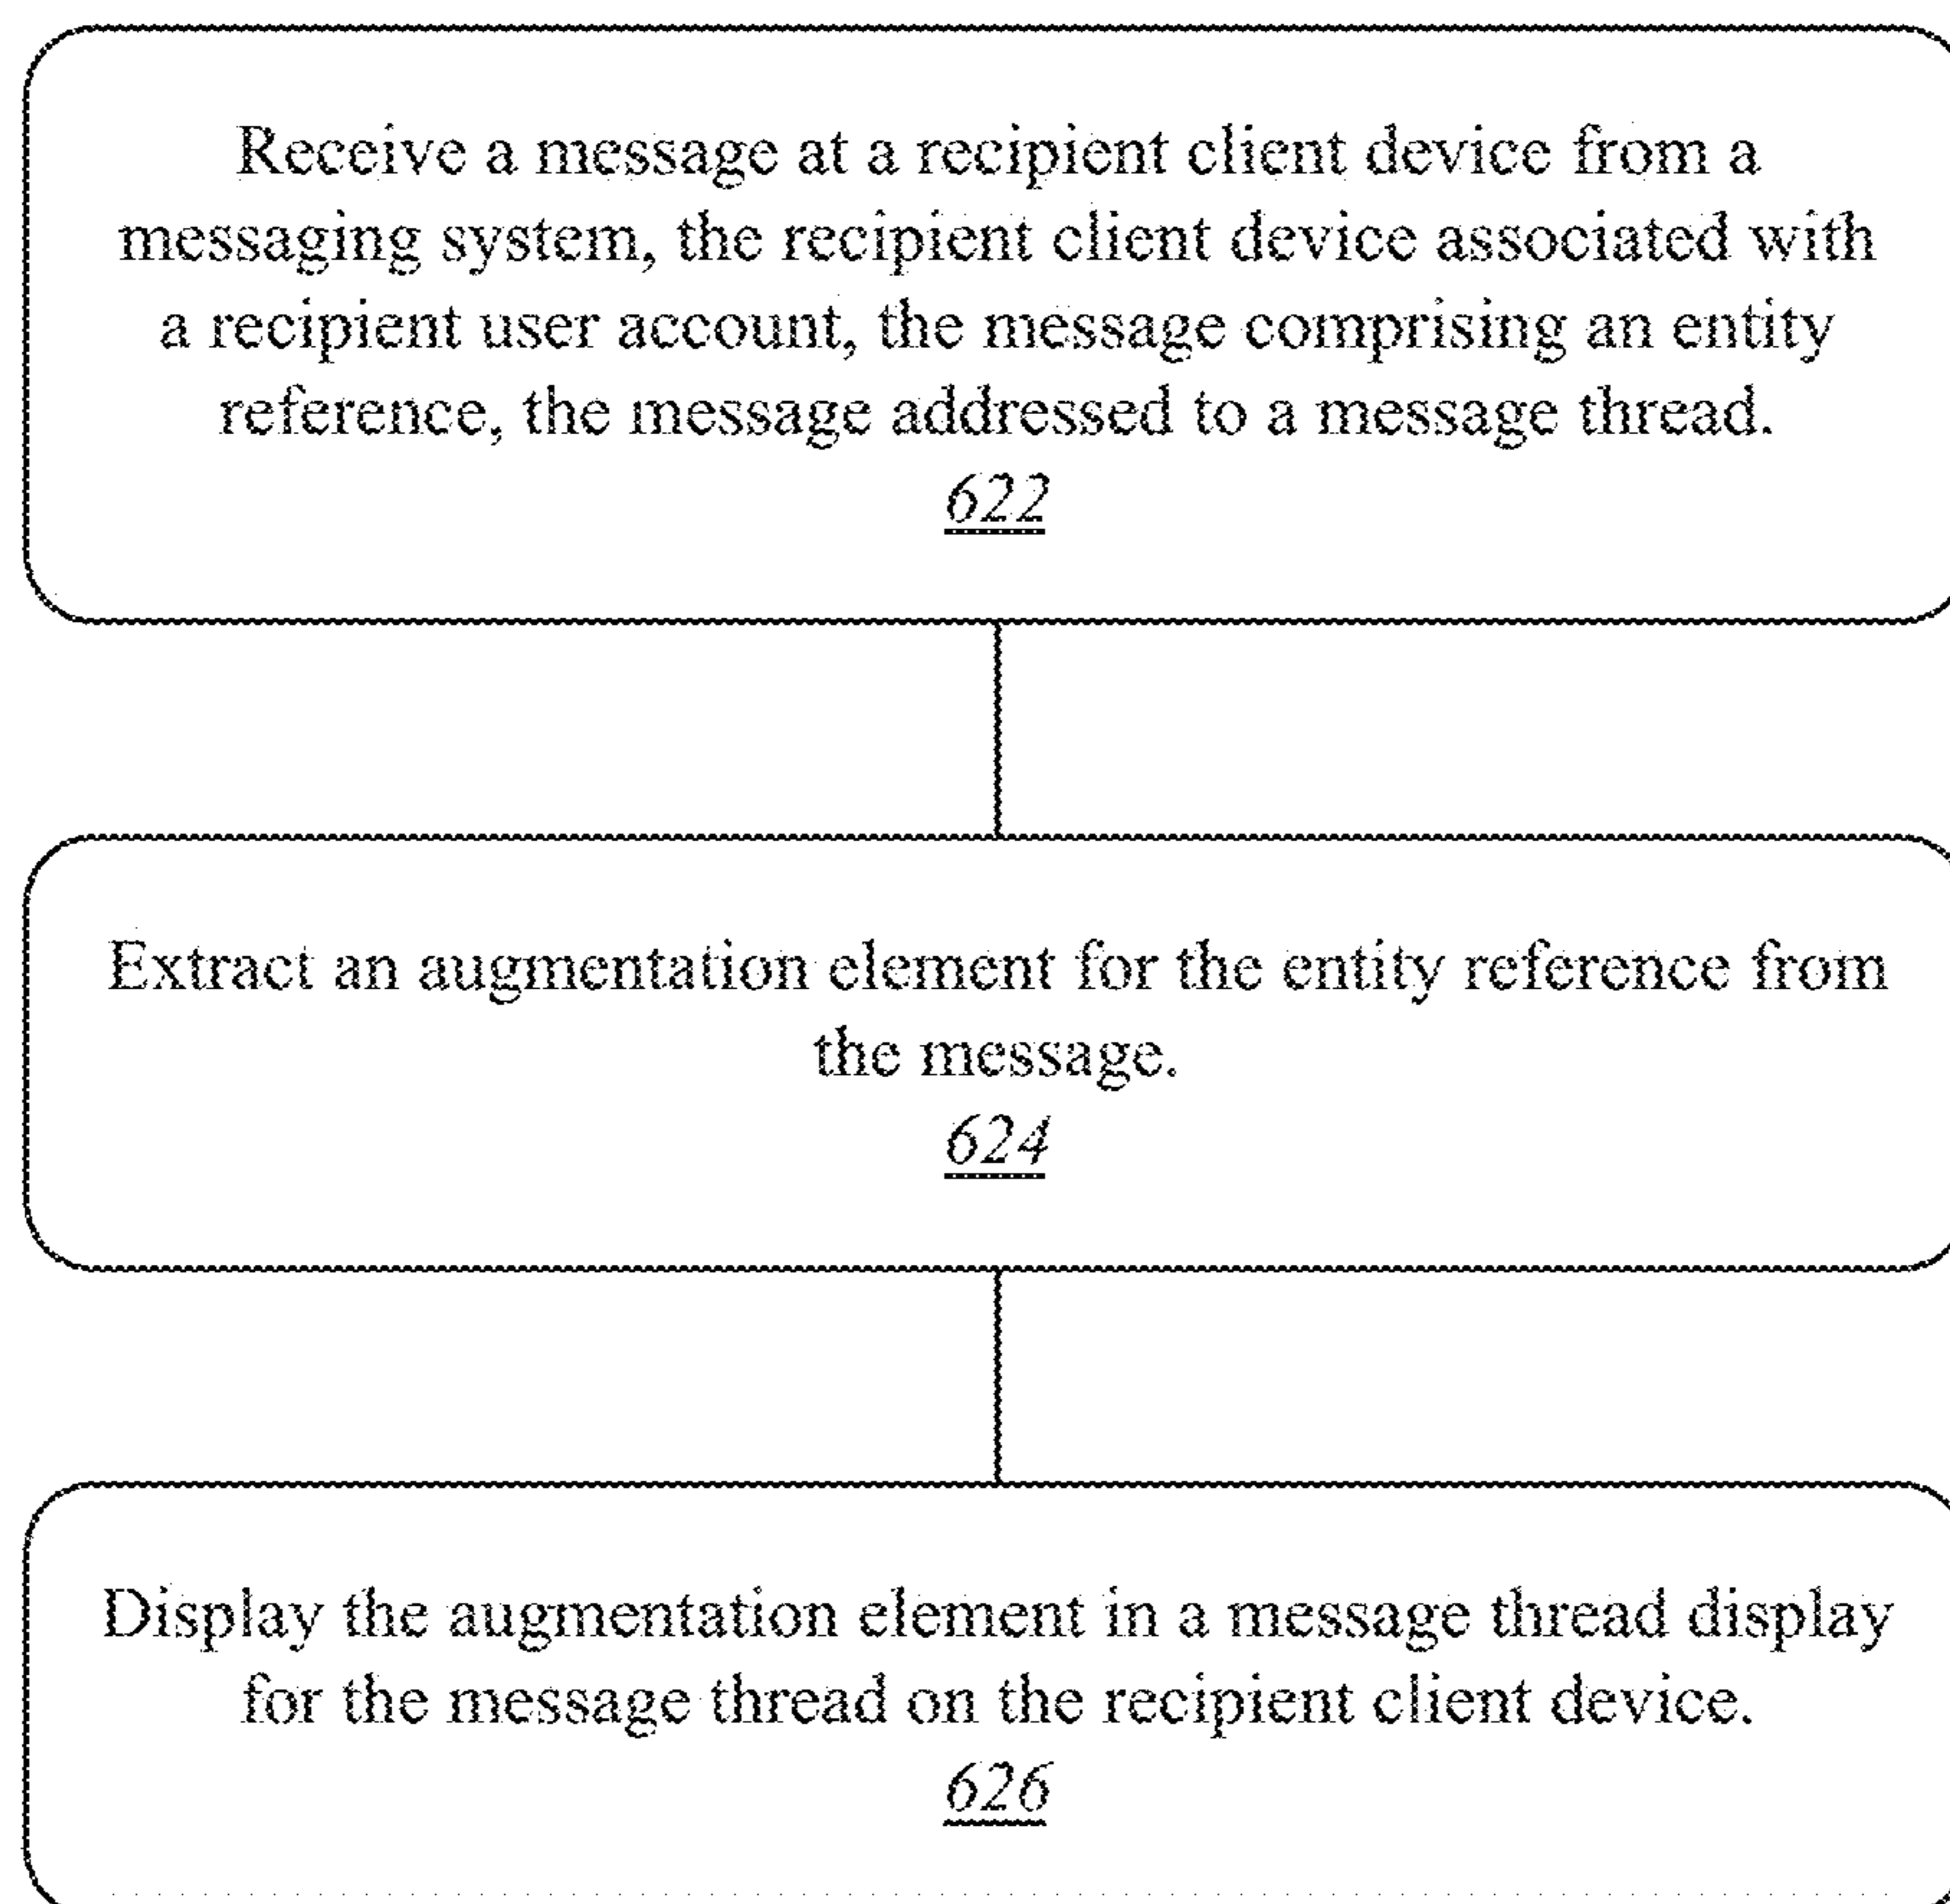 Receive a message at a recipient client device from a
messaging system, the recipient client device associated with
a recipient user account, the message comprising an entity
reference, the message addressed to a message thread.
622
Extract an augmentation element for the entity reference from
the message.
624
Display the augmentation element in a message thread display
for the message thread on the recipient client device.
626